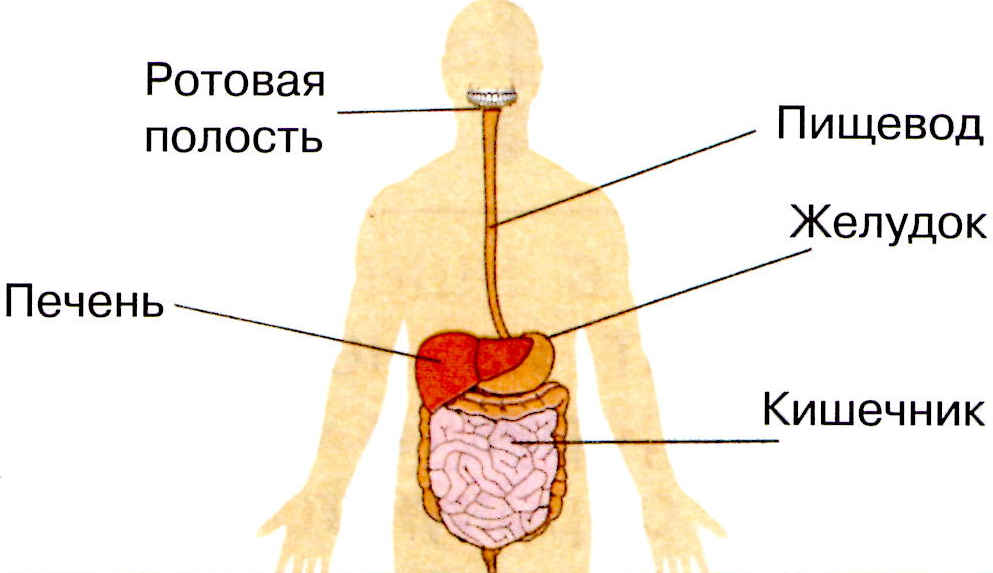 Ротовая
полость
Пищевод
Желудок
Печень
Кишечник